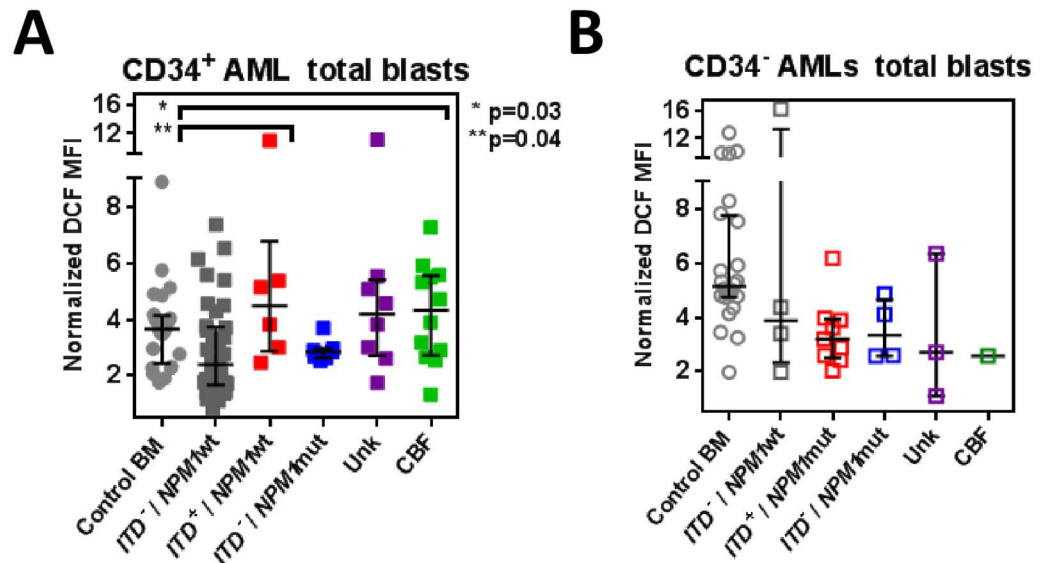 A
CD34⁺ AML total blasts
Normalized DCF MFI
16
12
8
6
4
2
*
**
* p=0.03
**p=0.04
Control BM
ITD⁻ / NPM1wt
ITD⁺ / NPM1wt
ITD⁻ / NPM1mut
Unk
CBF
B
CD34⁻ AMLs total blasts
Normalized DCF MFI
16
12
8
6
4
2
Control BM
ITD⁻ / NPM1wt
ITD⁺ / NPM1mut
ITD⁻ / NPM1mut
Unk
CBF